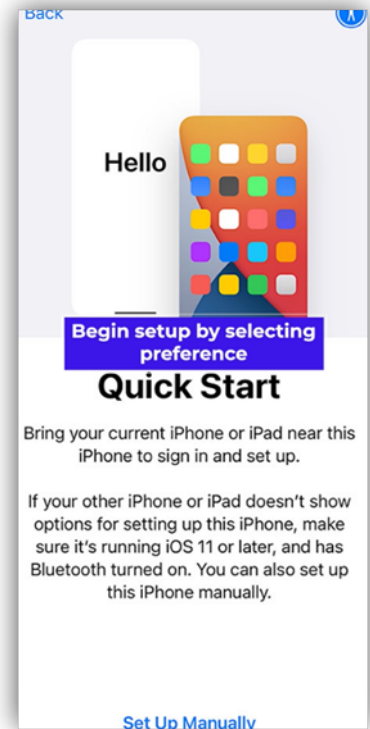 Back
Hello
Begin setup by selecting
preference
Quick Start
Bring your current iPhone or iPad near this
iPhone to sign in and set up.
If your other iPhone or iPad doesn't show
options for setting up this iPhone, make
sure it's running iOS 11 or later, and has
Bluetooth turned on. You can also set up
this iPhone manually.
Set Up Manually